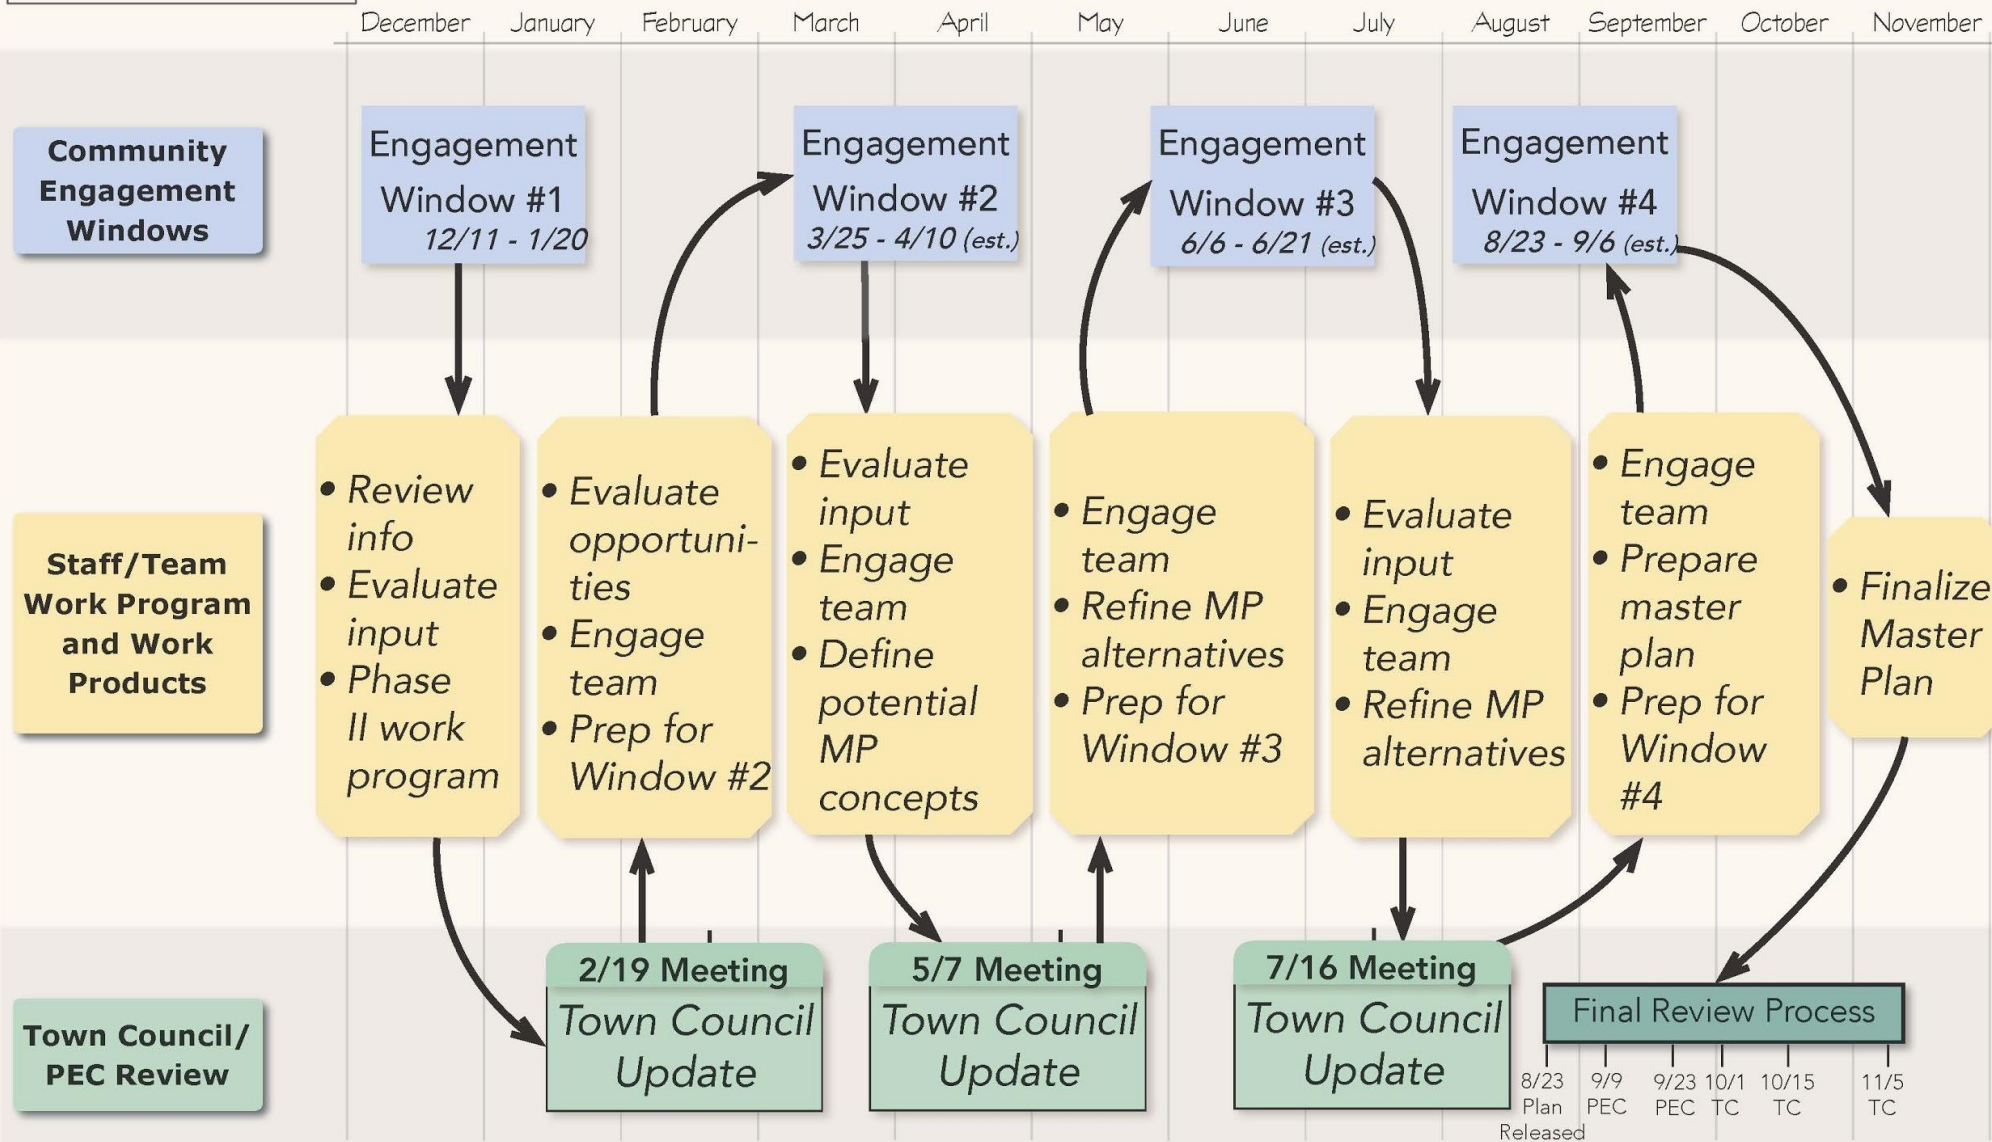 December January February March April May June July August September October November
Community
Engagement
Windows
Engagement
Window #1
12/11 - 1/20
Engagement
Window #2
3/25 - 4/10 (est.)
Engagement
Window #3
6/6 - 6/21 (est.)
Engagement
Window #4
8/23 - 9/6 (est.)
Staff/Team
Work Program
and Work
Products
• Review
info
• Evaluate
input
• Phase
II work
program
• Evaluate
opportuni-
ties
• Engage
team
• Prep for
Window #2
• Evaluate
input
• Engage
team
• Define
potential
MP
concepts
• Engage
team
• Refine MP
alternatives
• Prep for
Window #3
• Evaluate
input
• Engage
team
• Refine MP
alternatives
• Engage
team
• Prepare
master
plan
• Prep for
Window
#4
• Finalize
Master
Plan
Town Council/
PEC Review
2/19 Meeting
Town Council
Update
5/7 Meeting
Town Council
Update
7/16 Meeting
Town Council
Update
Final Review Process
8/23
Plan
Released
9/9
PEC
9/23
PEC
10/1
TC
10/15
TC
11/5
TC